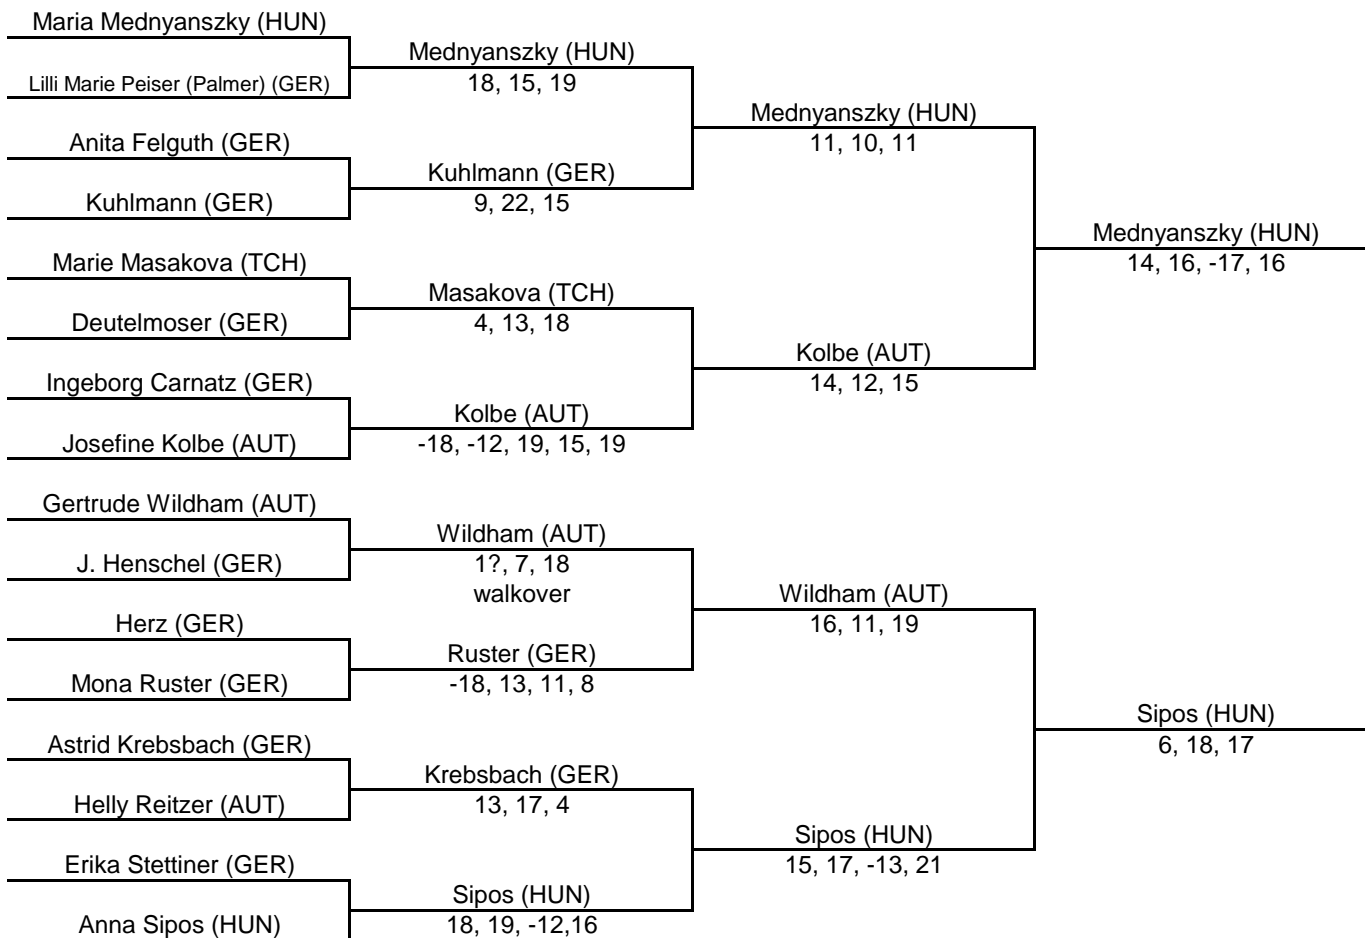 Maria Mednyanszky (HUN)
Lilli Marie Peiser (Palmer) (GER)
Anita Felguth (GER)
Kuhlmann (GER)
Marie Masakova (TCH)
Deutelmoser (GER)
Ingeborg Carnatz (GER)
Josefine Kolbe (AUT)
Gertrude Wildham (AUT)
J. Henschel (GER)
Herz (GER)
Mona Ruster (GER)
Astrid Krebsbach (GER)
Helly Reitzer (AUT)
Erika Stettiner (GER)
Anna Sipos (HUN)
Mednyanszky (HUN)
18, 15, 19
Kuhlmann (GER)
9, 22, 15
Masakova (TCH)
4, 13, 18
Kolbe (AUT)
-18, -12, 19, 15, 19
Wildham (AUT)
1?, 7, 18
walkover
Ruster (GER)
-18, 13, 11, 8
Krebsbach (GER)
13, 17, 4
Sipos (HUN)
18, 19, -12,16
Mednyanszky (HUN)
11, 10, 11
Kolbe (AUT)
14, 12, 15
Wildham (AUT)
16, 11, 19
Sipos (HUN)
15, 17, -13, 21
Mednyanszky (HUN)
14, 16, -17, 16
Sipos (HUN)
6, 18, 17